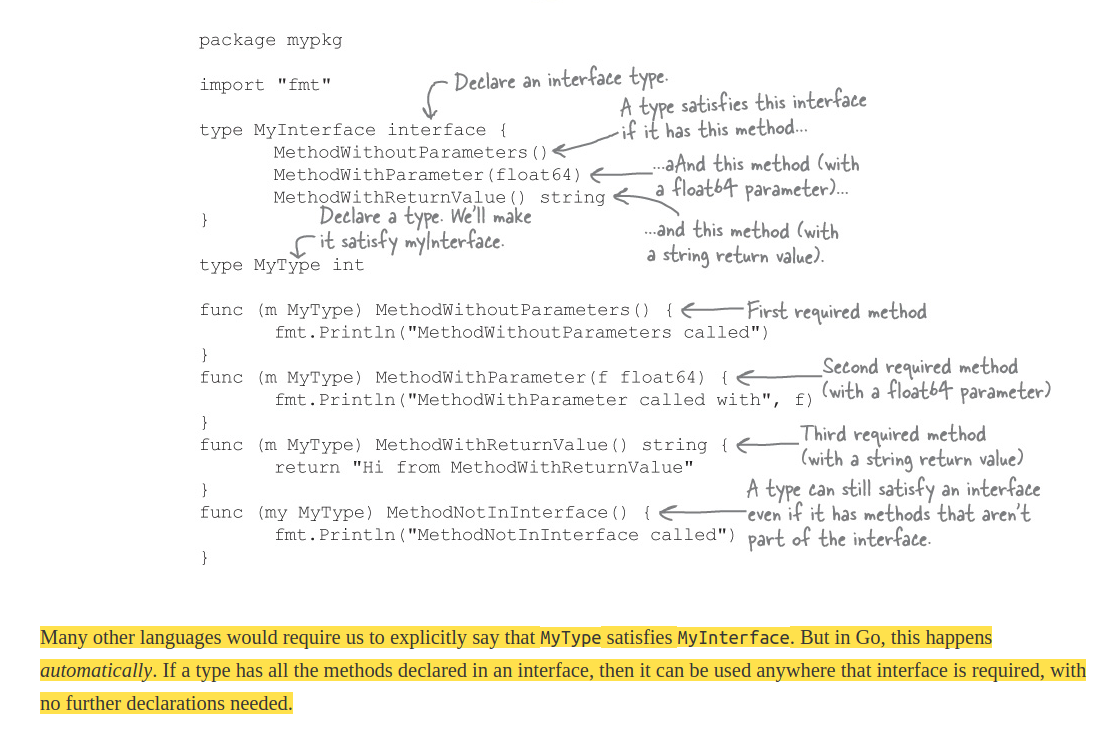 package mypkg
import "fmt"
Declare an interface type.
type MyInterface interface {
A type satisfies this interface
if it has this method...
MethodWithoutParameters()
MethodWithParameter(float64)
...aAnd this method (with
a float64 parameter)...
MethodWithReturnValue() string
...and this method (with
a string return value).
}
Declare a type. We'll make
it satisfy myInterface.
type MyType int
func (m MyType) MethodWithoutParameters() {
First required method
fmt.Println("MethodWithoutParameters called")
}
func (m MyType) MethodWithParameter(f float64) {
Second required method
(with a float64 parameter)
fmt.Println("MethodWithParameter called with", f)
}
func (m MyType) MethodWithReturnValue() string {
Third required method
(with a string return value)
return "Hi from MethodWithReturnValue"
}
func (my MyType) MethodNotInInterface() {
A type can still satisfy an interface
even if it has methods that aren't
part of the interface.
fmt.Println("MethodNotInInterface called")
}
Many other languages would require us to explicitly say that MyType satisfies MyInterface. But in Go, this happens
automatically. If a type has all the methods declared in an interface, then it can be used anywhere that interface is required, with
no further declarations needed.